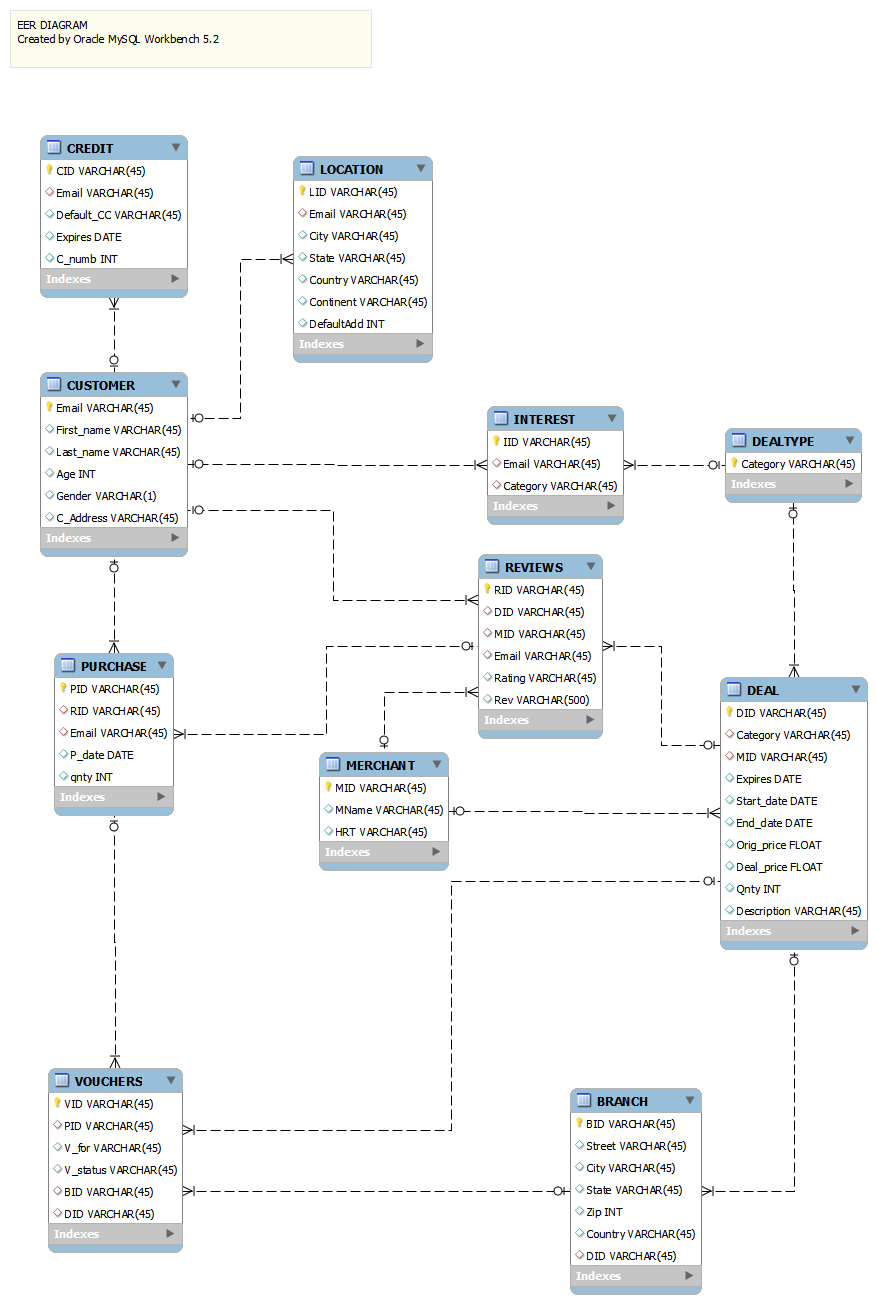 EER DIAGRAM
Created by Oracle MySQL Workbench 5.2
CREDIT
CID VARCHAR(45)
Email VARCHAR(45)
Default_CC VARCHAR(45)
Expires DATE
C_numb INT
Indexes
LOCATION
LID VARCHAR(45)
Email VARCHAR(45)
City VARCHAR(45)
State VARCHAR(45)
Country VARCHAR(45)
Continent VARCHAR(45)
DefaultAdd INT
Indexes
CUSTOMER
Email VARCHAR(45)
First_name VARCHAR(45)
Last_name VARCHAR(45)
Age INT
Gender VARCHAR(1)
C_Address VARCHAR(45)
Indexes
INTEREST
IID VARCHAR(45)
Email VARCHAR(45)
Category VARCHAR(45)
Indexes
DEALTYPE
Category VARCHAR(45)
Indexes
REVIEWS
RID VARCHAR(45)
DID VARCHAR(45)
MID VARCHAR(45)
Email VARCHAR(45)
Rating VARCHAR(45)
Rev VARCHAR(500)
Indexes
PURCHASE
PID VARCHAR(45)
RID VARCHAR(45)
Email VARCHAR(45)
P_date DATE
qnty INT
Indexes
MERCHANT
MID VARCHAR(45)
MName VARCHAR(45)
HRT VARCHAR(45)
Indexes
DEAL
DID VARCHAR(45)
Category VARCHAR(45)
MID VARCHAR(45)
Expires DATE
Start_date DATE
End_date DATE
Orig_price FLOAT
Deal_price FLOAT
Qnty INT
Description VARCHAR(45)
Indexes
VOUCHERS
VID VARCHAR(45)
PID VARCHAR(45)
V_for VARCHAR(45)
V_status VARCHAR(45)
BID VARCHAR(45)
DID VARCHAR(45)
Indexes
BRANCH
BID VARCHAR(45)
Street VARCHAR(45)
City VARCHAR(45)
State VARCHAR(45)
Zip INT
Country VARCHAR(45)
DID VARCHAR(45)
Indexes